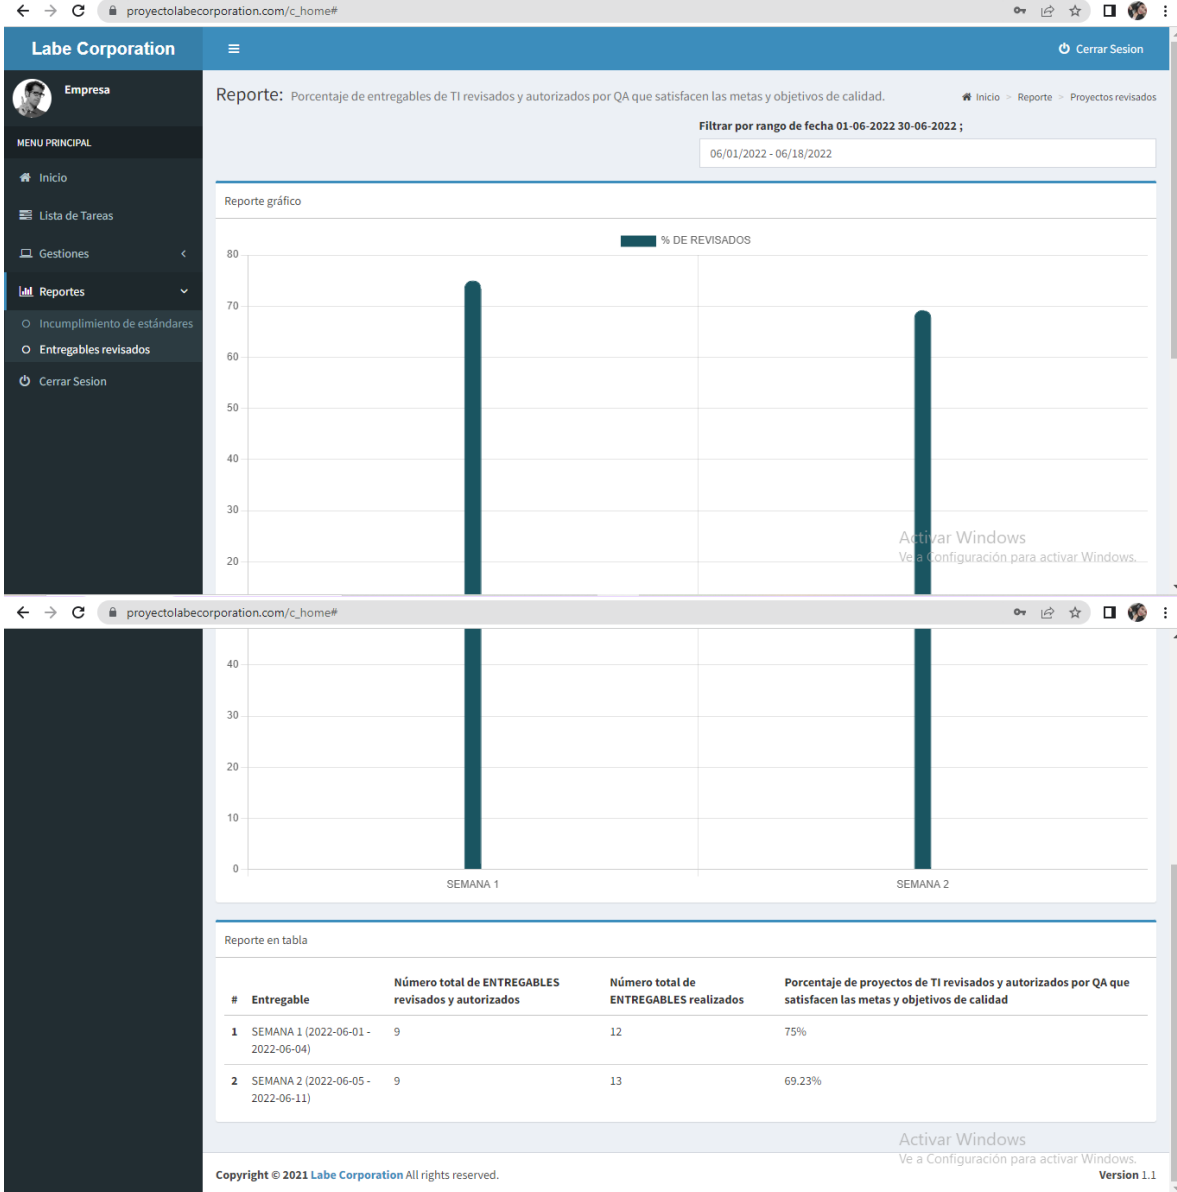 proyectolabecorporation.com/c_home#
Labe Corporation
Cerrar Sesion
Empresa
Reporte: Porcentaje de entregables de TI revisados y autorizados por QA que satisfacen las metas y objetivos de calidad.
Inicio > Reporte > Proyectos revisados
Filtrar por rango de fecha 01-06-2022 30-06-2022 ;
06/01/2022 - 06/18/2022
MENU PRINCIPAL
Inicio
Lista de Tareas
Gestiones
Reportes
Incumplimiento de estándares
Entregables revisados
Cerrar Sesion
Reporte gráfico
% DE REVISADOS
80
70
60
50
40
30
20
Activar Windows
Ve a Configuración para activar Windows.
proyectolabecorporation.com/c_home#
40
30
20
10
0
SEMANA 1
SEMANA 2
Reporte en tabla
# Entregable
Número total de ENTREGABLES
revisados y autorizados
Número total de
ENTREGABLES realizados
Porcentaje de proyectos de TI revisados y autorizados por QA que
satisfacen las metas y objetivos de calidad
1 SEMANA 1 (2022-06-01 - 9 12 75%
2022-06-04)
2 SEMANA 2 (2022-06-05 - 9 13 69.23%
2022-06-11)
Activar Windows
Ve a Configuración para activar Windows.
Copyright © 2021 Labe Corporation All rights reserved.
Version 1.1